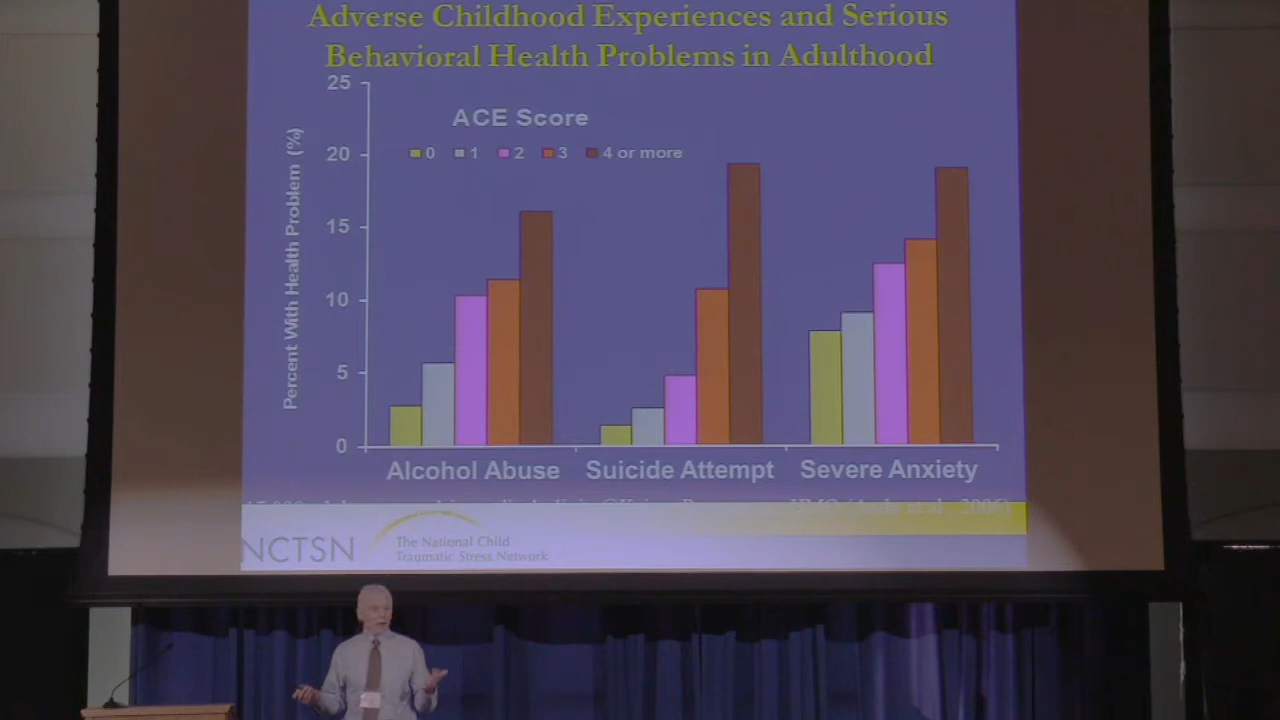 Adverse Childhood Experiences and Serious
Behavioral Health Problems in Adulthood
25
ACE Score
0 1 2 3 4 or more
20
15
10
5
0
Percent With Health Problem (%)
Alcohol Abuse Suicide Attempt Severe Anxiety
NCTSN
The National Child
Traumatic Stress Network